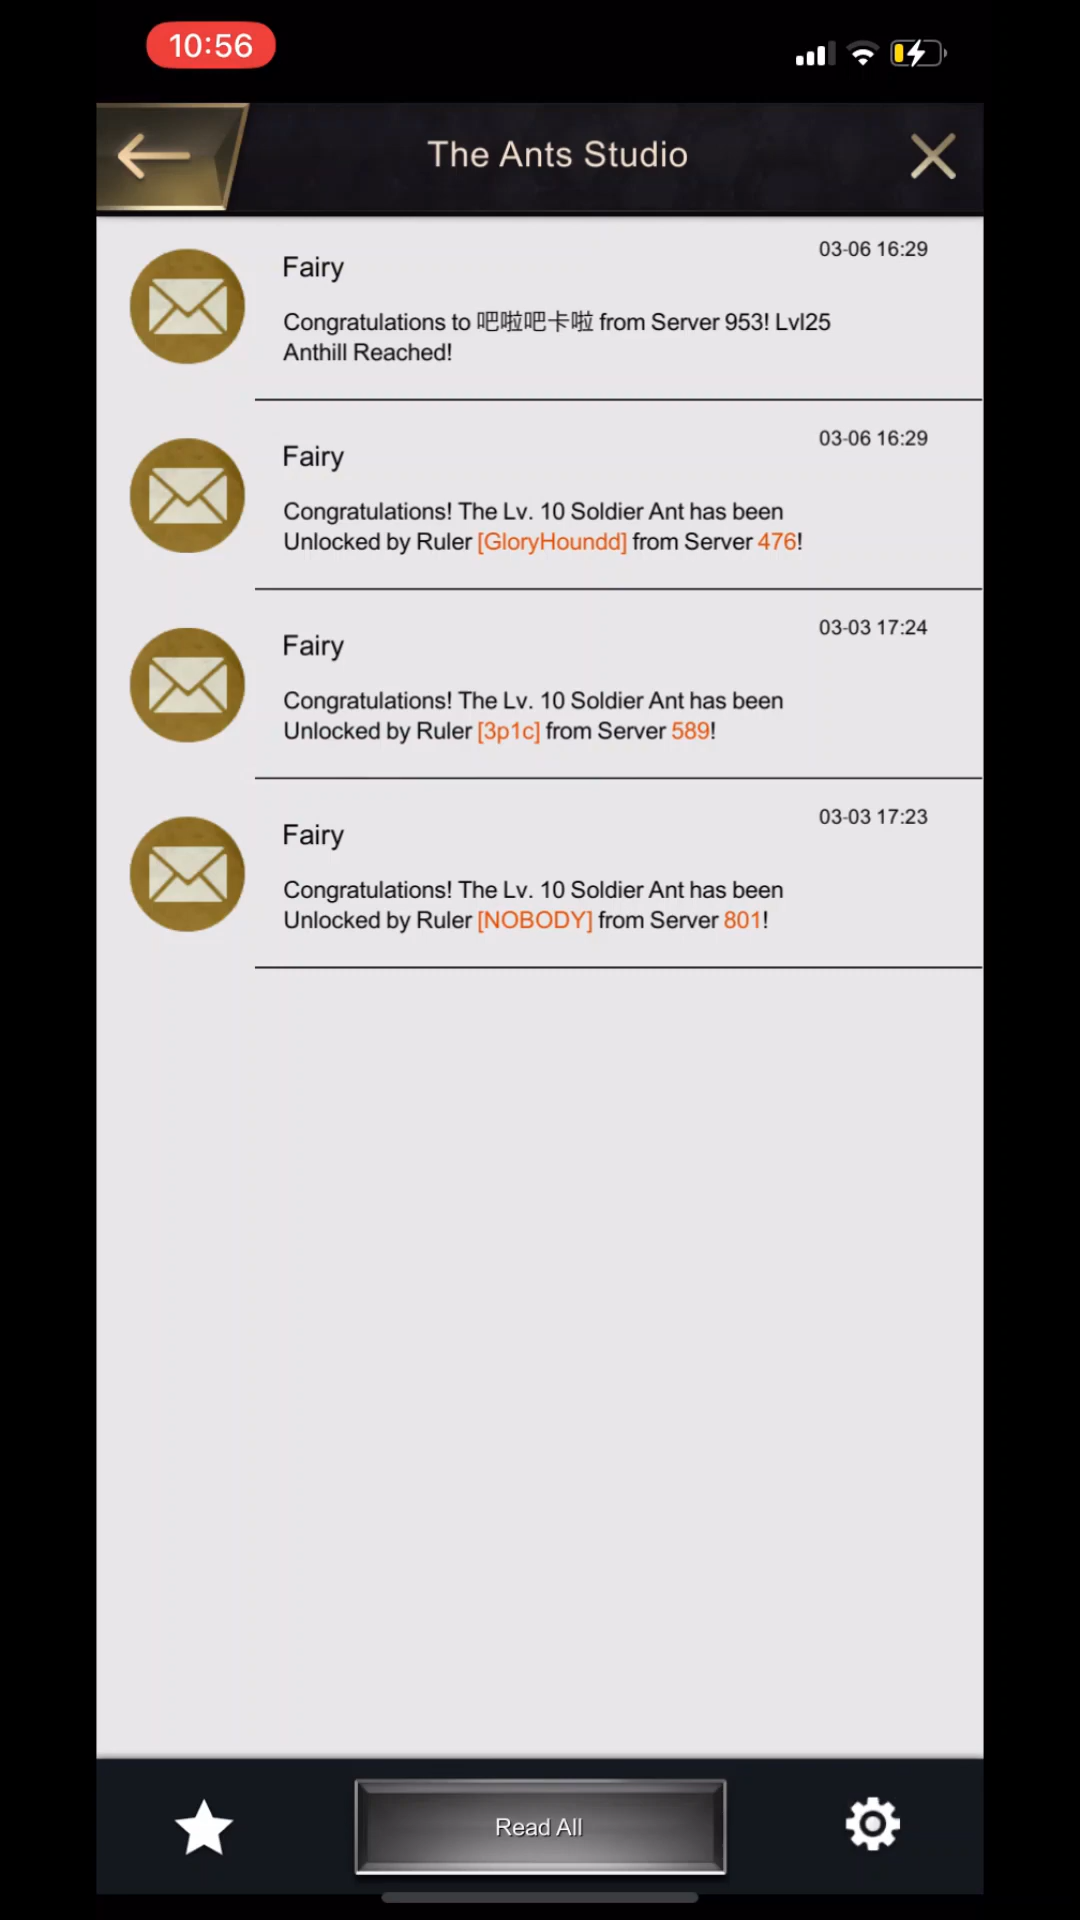 10:56
The Ants Studio
Fairy
03-06 16:29
Congratulations to 吧啦吧卡啦 from Server 953! Lvl25
Anthill Reached!
Fairy
03-06 16:29
Congratulations! The Lv. 10 Soldier Ant has been
Unlocked by Ruler [GloryHoundd] from Server 476!
Fairy
03-03 17:24
Congratulations! The Lv. 10 Soldier Ant has been
Unlocked by Ruler [3p1c] from Server 589!
Fairy
03-03 17:23
Congratulations! The Lv. 10 Soldier Ant has been
Unlocked by Ruler [NOBODY] from Server 801!
Read All